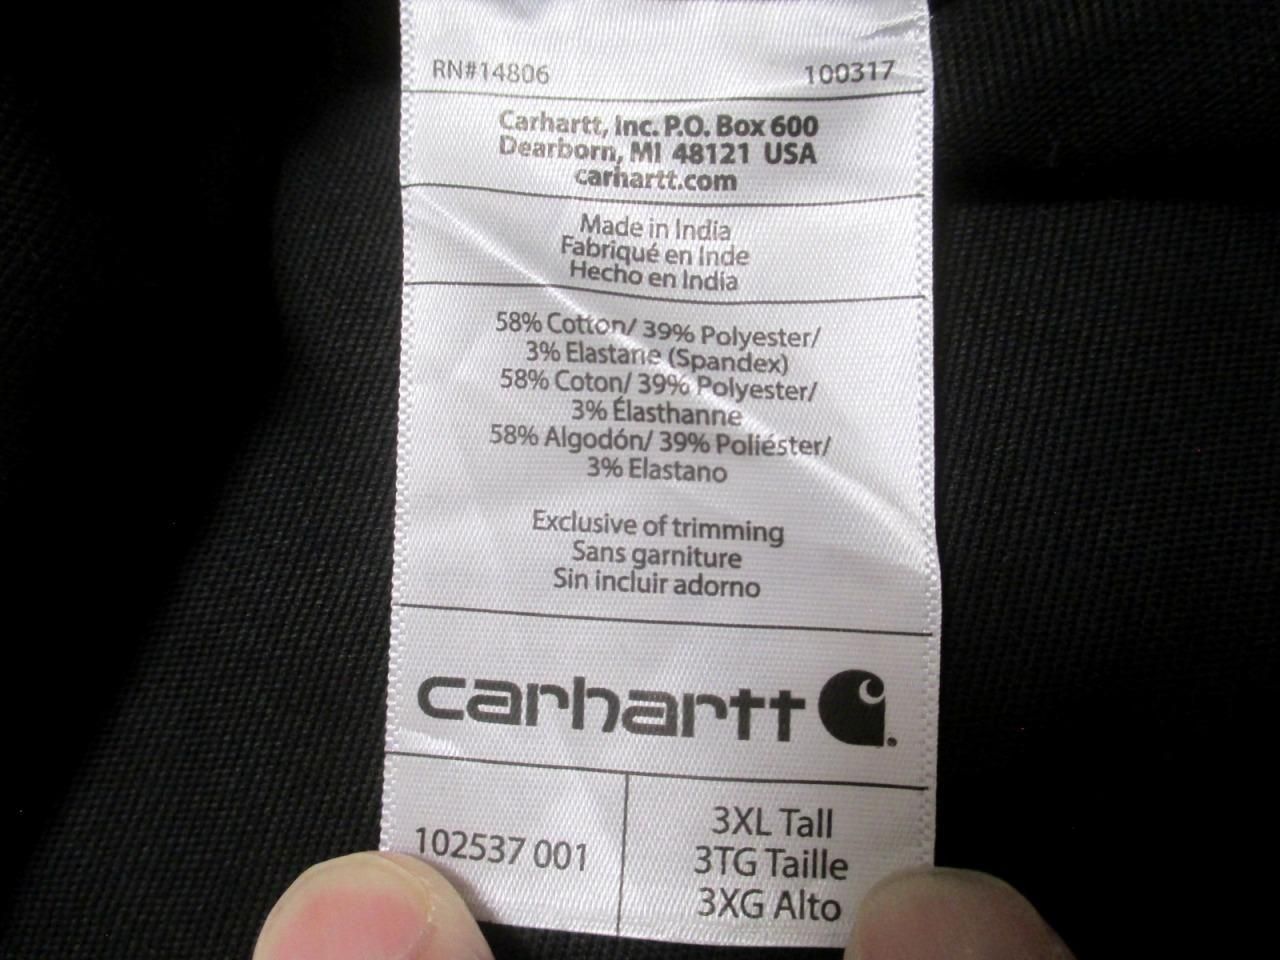 RN#14806 100317
Carhartt, Inc. P.O. Box 600
Dearborn, MI 48121 USA
carhartt.com
Made in India
Fabriqué en Inde
Hecho en India
58% Cotton/ 39% Polyester/
3% Elastane (Spandex)
58% Coton/ 39% Polyester/
3% Élasthanne
58% Algodón/ 39% Poliéster/
3% Elastano
Exclusive of trimming
Sans garniture
Sin incluir adorno
carhartt
102537 001
3XL Tall
3TG Taille
3XG Alto